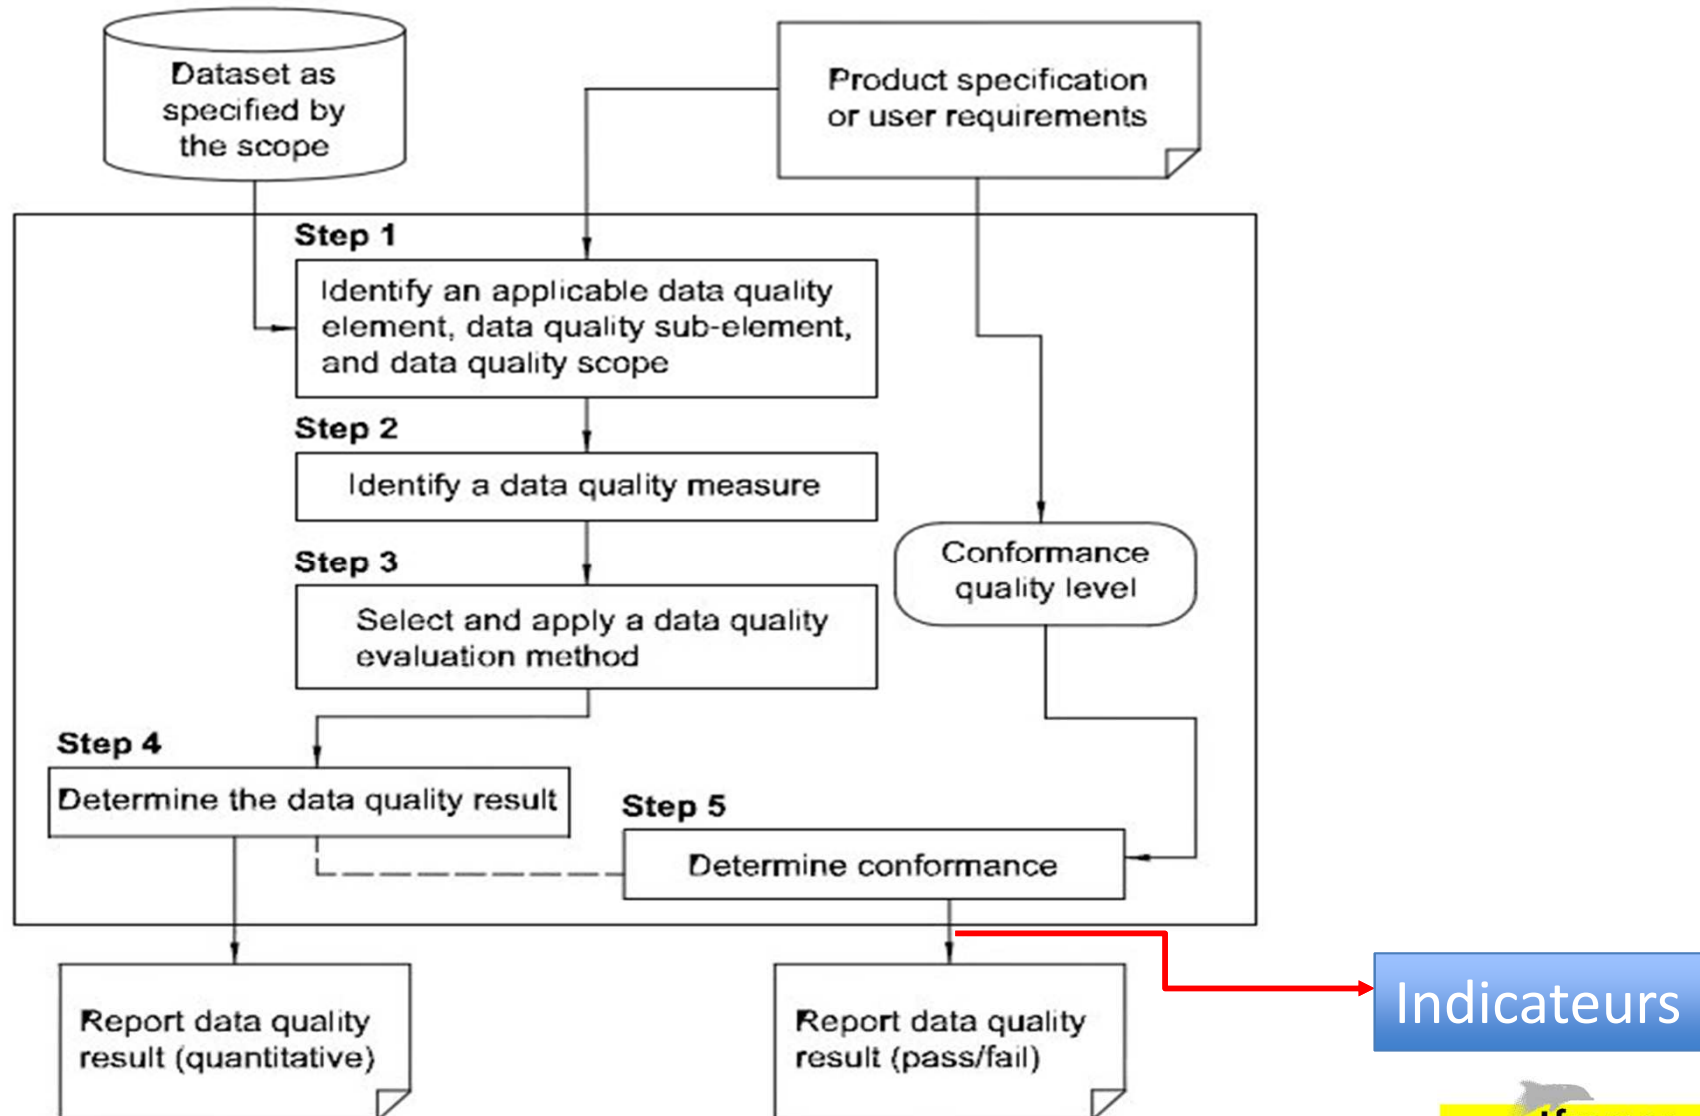 Dataset as
specified by
the scope
Product specification
or user requirements
Step 1
Identify an applicable data quality
element, data quality sub-element,
and data quality scope
Step 2
Identify a data quality measure
Step 3
Select and apply a data quality
evaluation method
Conformance
quality level
Step 4
Determine the data quality result
Step 5
Determine conformance
Report data quality
result (quantitative)
Report data quality
result (pass/fail)
Indicateurs